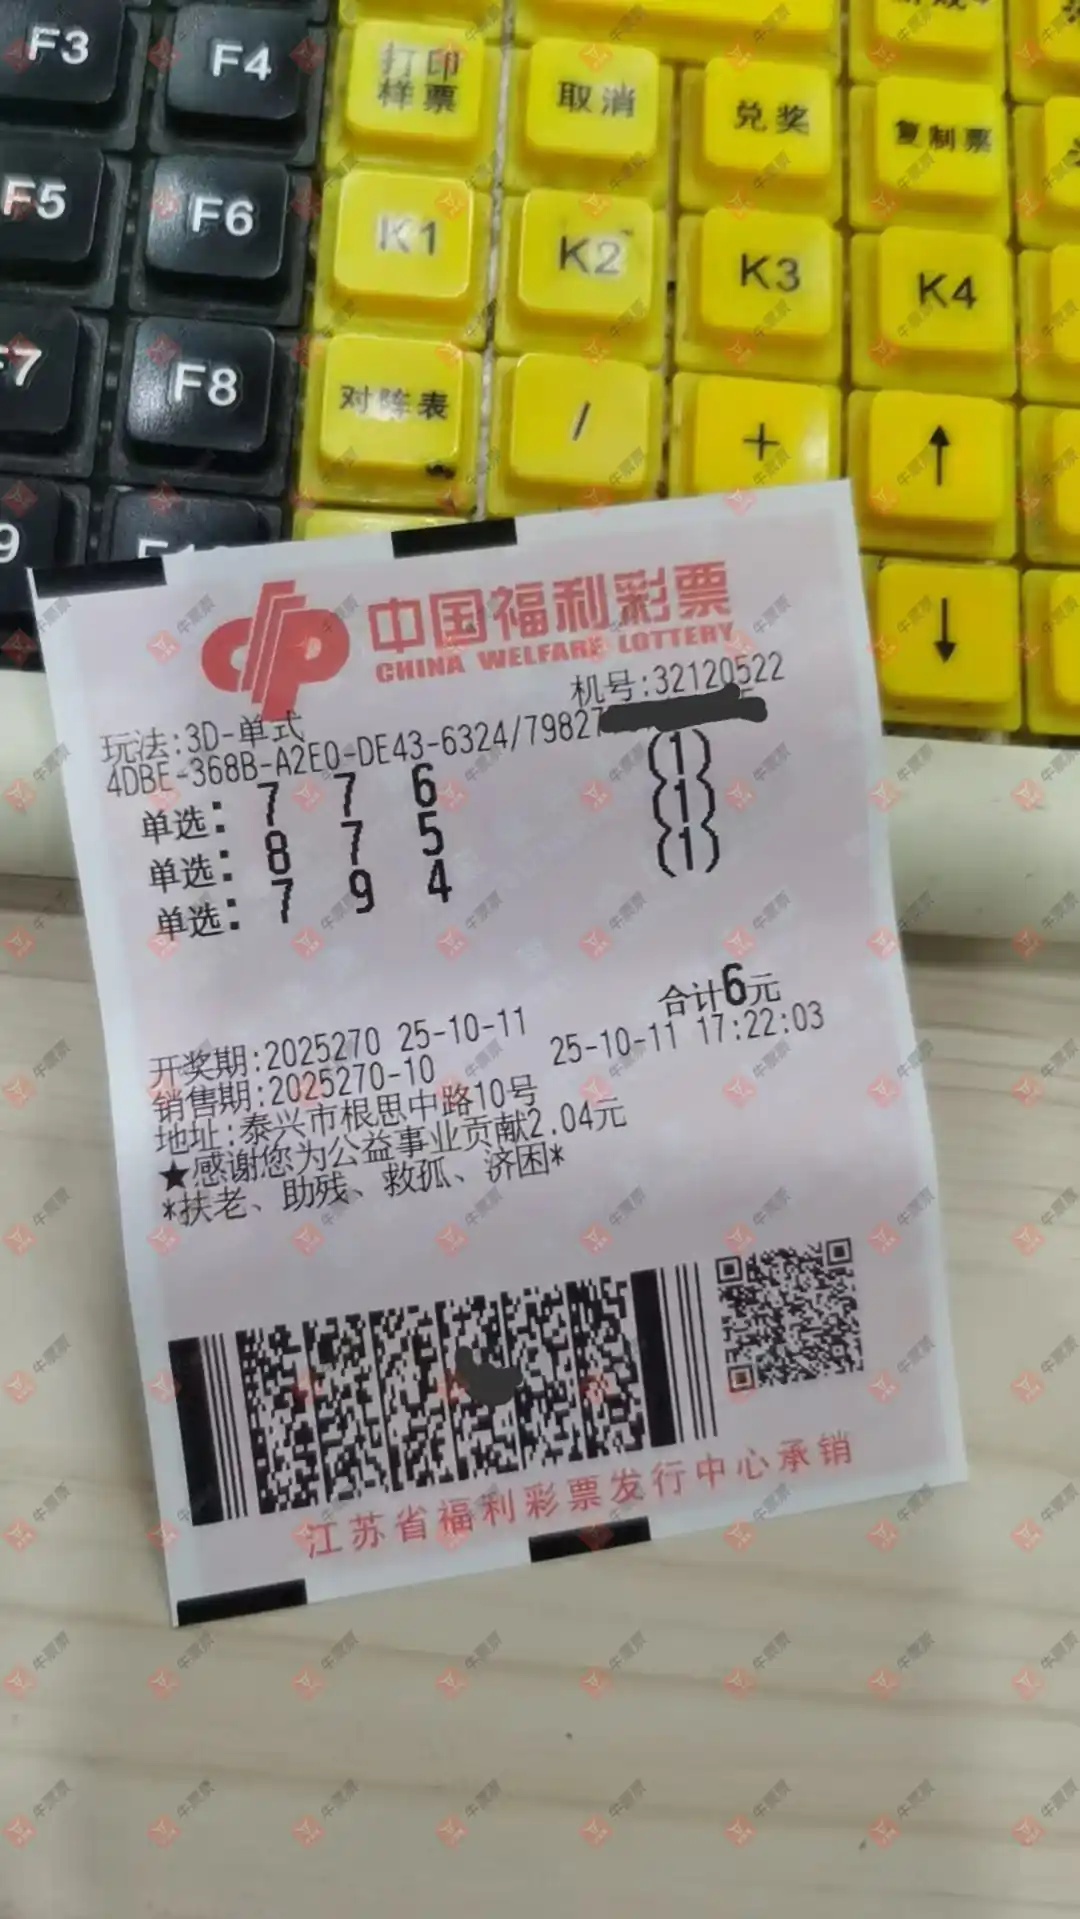 F3 F4 打印样票 取消 兑奖 复制票
F5 F6 K1 K2 K3 K4
F8 对阵表 / + ↑
↓
中国福利彩票
CHINA WELFARE LOTTERY
机号:32120522
玩法:3D-单式
4DBE-368B-A2E0-DE43-6324/79827
单选: 7 7 6 (1)
单选: 8 7 5 (1)
单选: 7 9 4 (1)
合计6元
开奖期:2025270 25-10-11
销售期:2025270-10 25-10-11 17:22:03
地址:泰兴市根思中路10号
★感谢您为公益事业贡献2.04元
*扶老、助残、救孤、济困*
江苏省福利彩票发行中心承销
牛票票